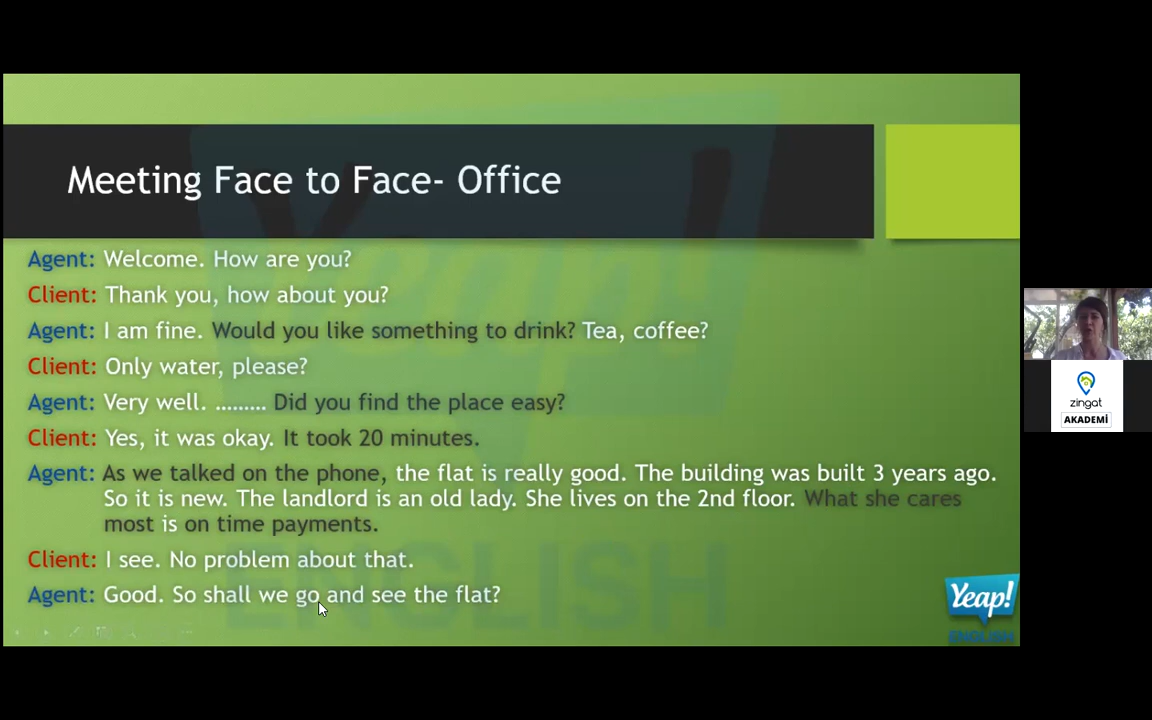 Meeting Face to Face- Office
Agent: Welcome. How are you?
Client: Thank you, how about you?
Agent: I am fine. Would you like something to drink? Tea, coffee?
Client: Only water, please?
Agent: Very well. ......... Did you find the place easy?
Client: Yes, it was okay. It took 20 minutes.
Agent: As we talked on the phone, the flat is really good. The building was built 3 years ago.
So it is new. The landlord is an old lady. She lives on the 2nd floor. What she cares
most is on time payments.
Client: I see. No problem about that.
Agent: Good. So shall we go and see the flat?
Yeap!
ENGLISH
zingat
AKADEMİ